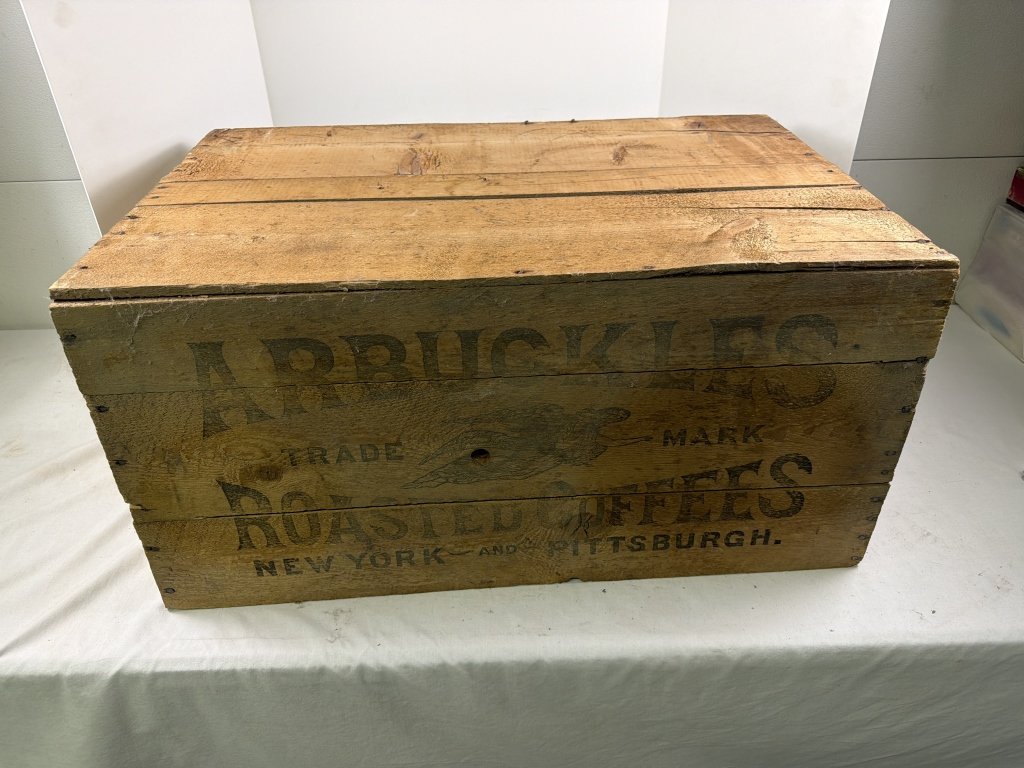 ARBUCKLES
TRADE MARK
ROASTED COFFEES
NEW YORK AND PITTSBURGH.